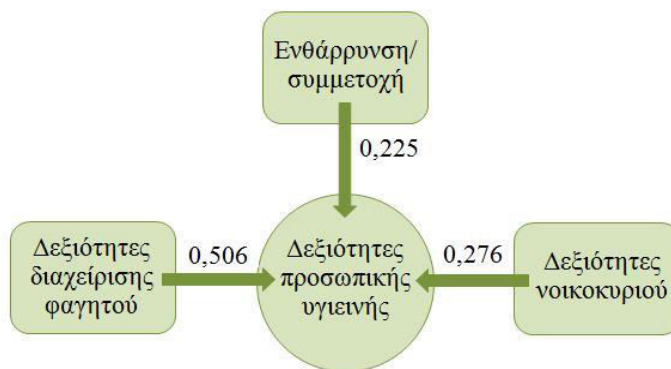 Ενθάρρυνση/
συμμετοχή
0,225
Δεξιότητες
διαχείρισης
φαγητού
0,506
Δεξιότητες
προσωπικής
υγιεινής
0,276
Δεξιότητες
νοικοκυριού